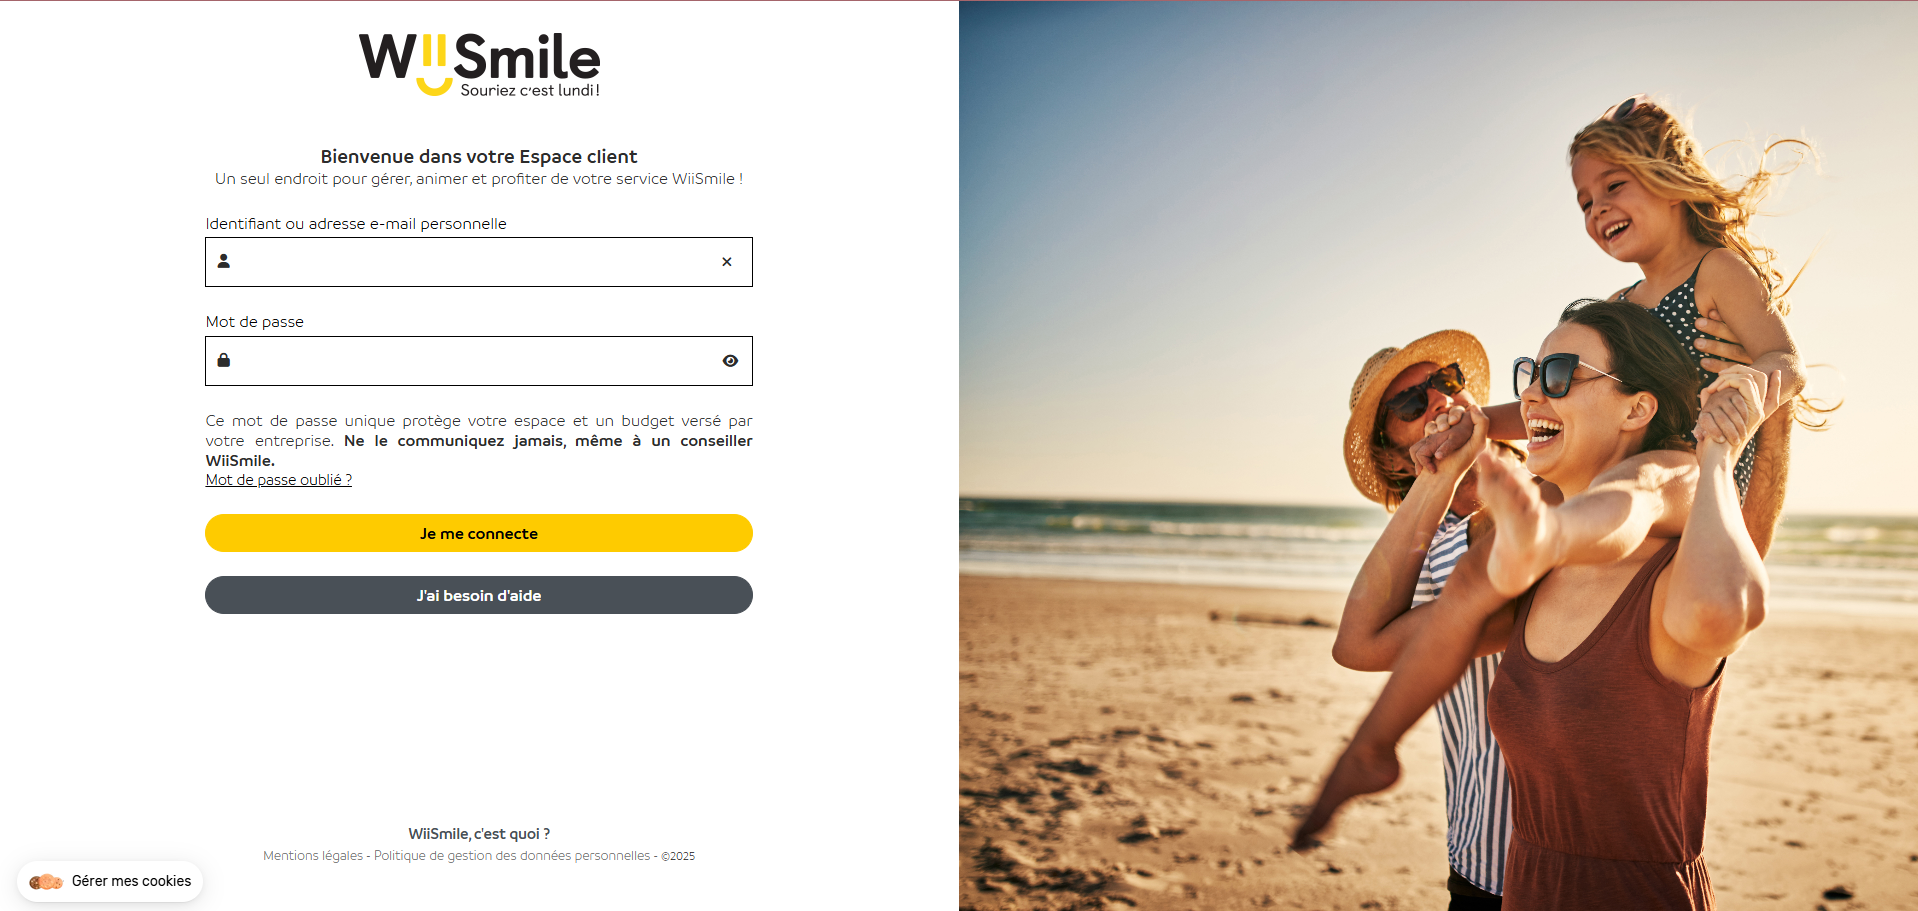 WiiSmile
Souriez c'est lundi !
Bienvenue dans votre Espace client
Un seul endroit pour gérer, animer et profiter de votre service WiiSmile !
Identifiant ou adresse e-mail personnelle
Mot de passe
Ce mot de passe unique protège votre espace et un budget versé par
votre entreprise. Ne le communiquez jamais, même à un conseiller
WiiSmile.
Mot de passe oublié ?
Je me connecte
J'ai besoin d'aide
WiiSmile, c'est quoi ?
Mentions légales - Politique de gestion des données personnelles - ©2025
Gérer mes cookies